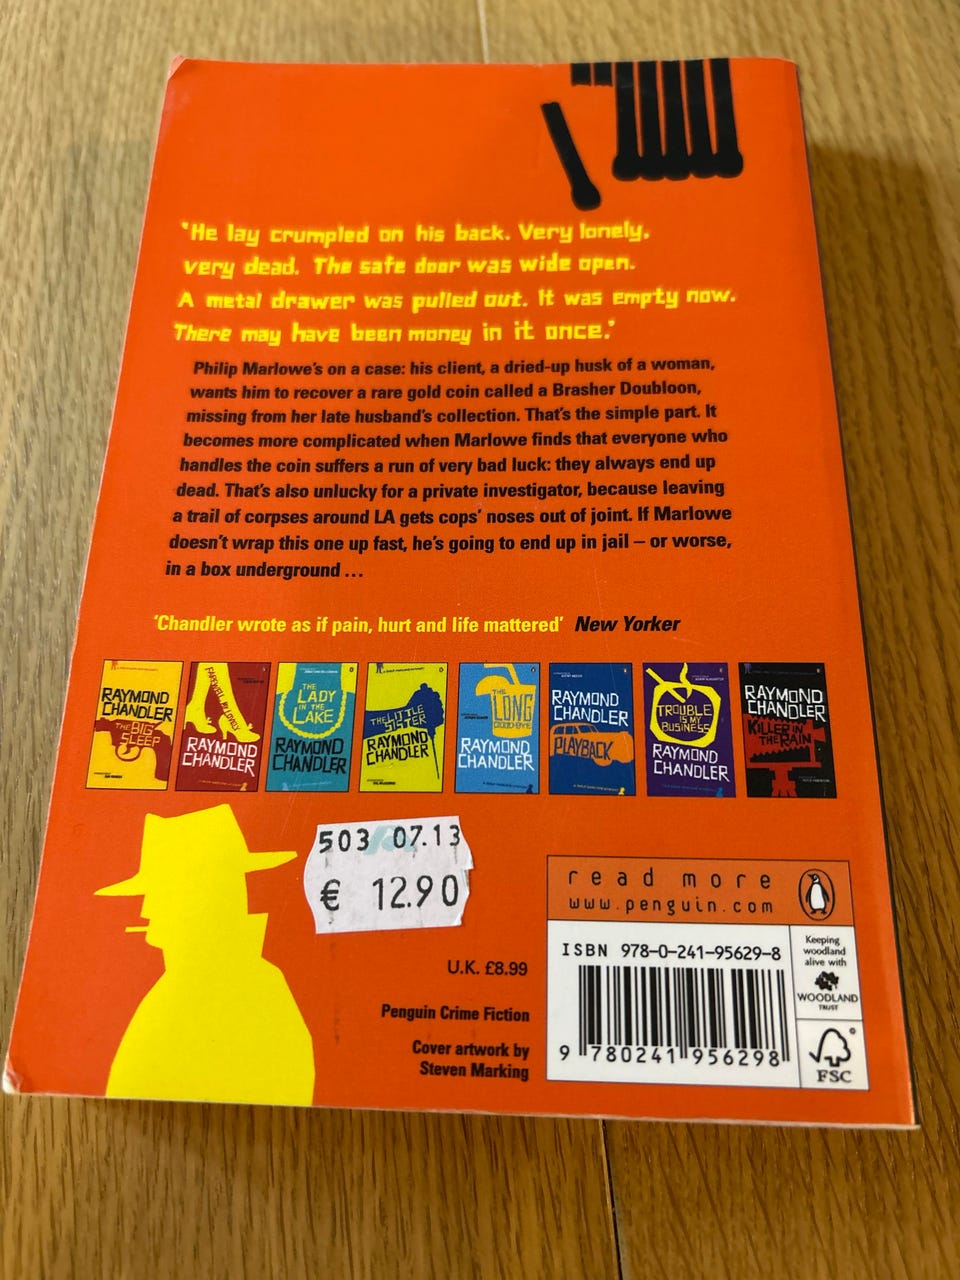 'He lay crumpled on his back. Very lonely,
very dead. The safe door was wide open.
A metal drawer was pulled out. It was empty now.
There may have been money in it once.'
Philip Marlowe's on a case: his client, a dried-up husk of a woman,
wants him to recover a rare gold coin called a Brasher Doubloon,
missing from her late husband's collection. That's the simple part. It
becomes more complicated when Marlowe finds that everyone who
handles the coin suffers a run of very bad luck: they always end up
dead. That's also unlucky for a private investigator, because leaving
a trail of corpses around LA gets cops' noses out of joint. If Marlowe
doesn't wrap this one up fast, he's going to end up in jail – or worse,
in a box underground ...
'Chandler wrote as if pain, hurt and life mattered' New Yorker
RAYMOND
CHANDLER
THE BIG
SLEEP
FAREWELL, MY LOVELY
RAYMOND
CHANDLER
THE
LADY
IN THE
LAKE
RAYMOND
CHANDLER
THE LITTLE
SISTER
RAYMOND
CHANDLER
THE
LONG
GOOD-BYE
RAYMOND
CHANDLER
RAYMOND
CHANDLER
PLAYBACK
TROUBLE
IS MY
BUSINESS
RAYMOND
CHANDLER
RAYMOND
CHANDLER
KILLER IN
THE RAIN
503 07.13
€ 12.90
U.K. £8.99
Penguin Crime Fiction
Cover artwork by
Steven Marking
read more
www.penguin.com
ISBN 978-0-241-95629-8
9 780241 956298
Keeping
woodland
alive with
WOODLAND
TRUST
FSC